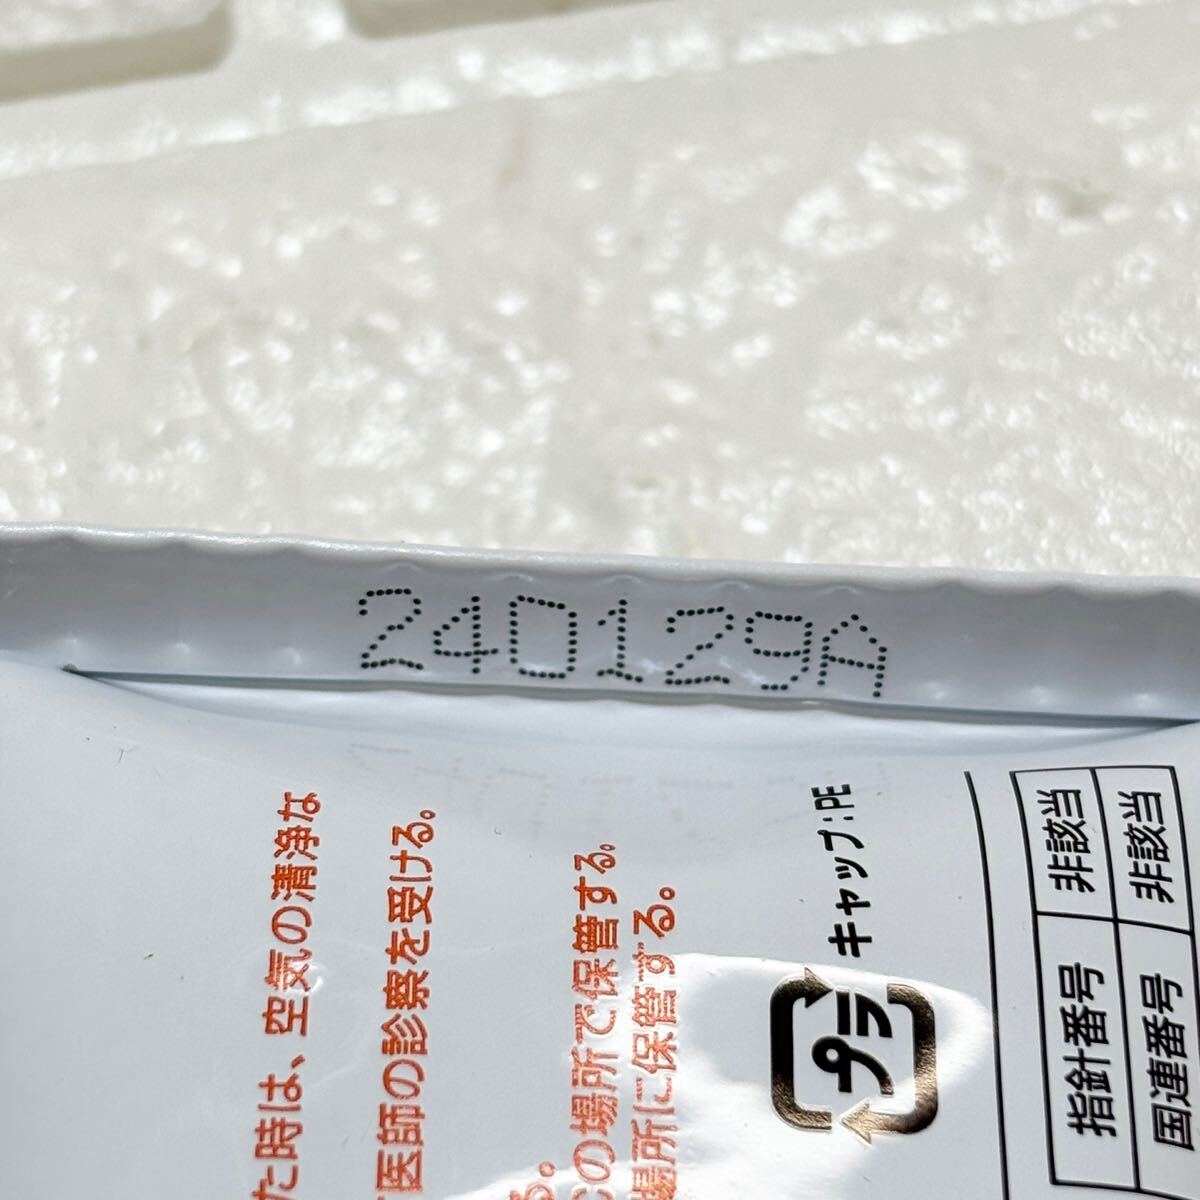 240129A
た時は、空気の清浄な
医師の診察を受ける。
る。
の場所で保管する。
場所に保管する。
プラ
キャップ:PE
指針番号 非該当
国連番号 非該当